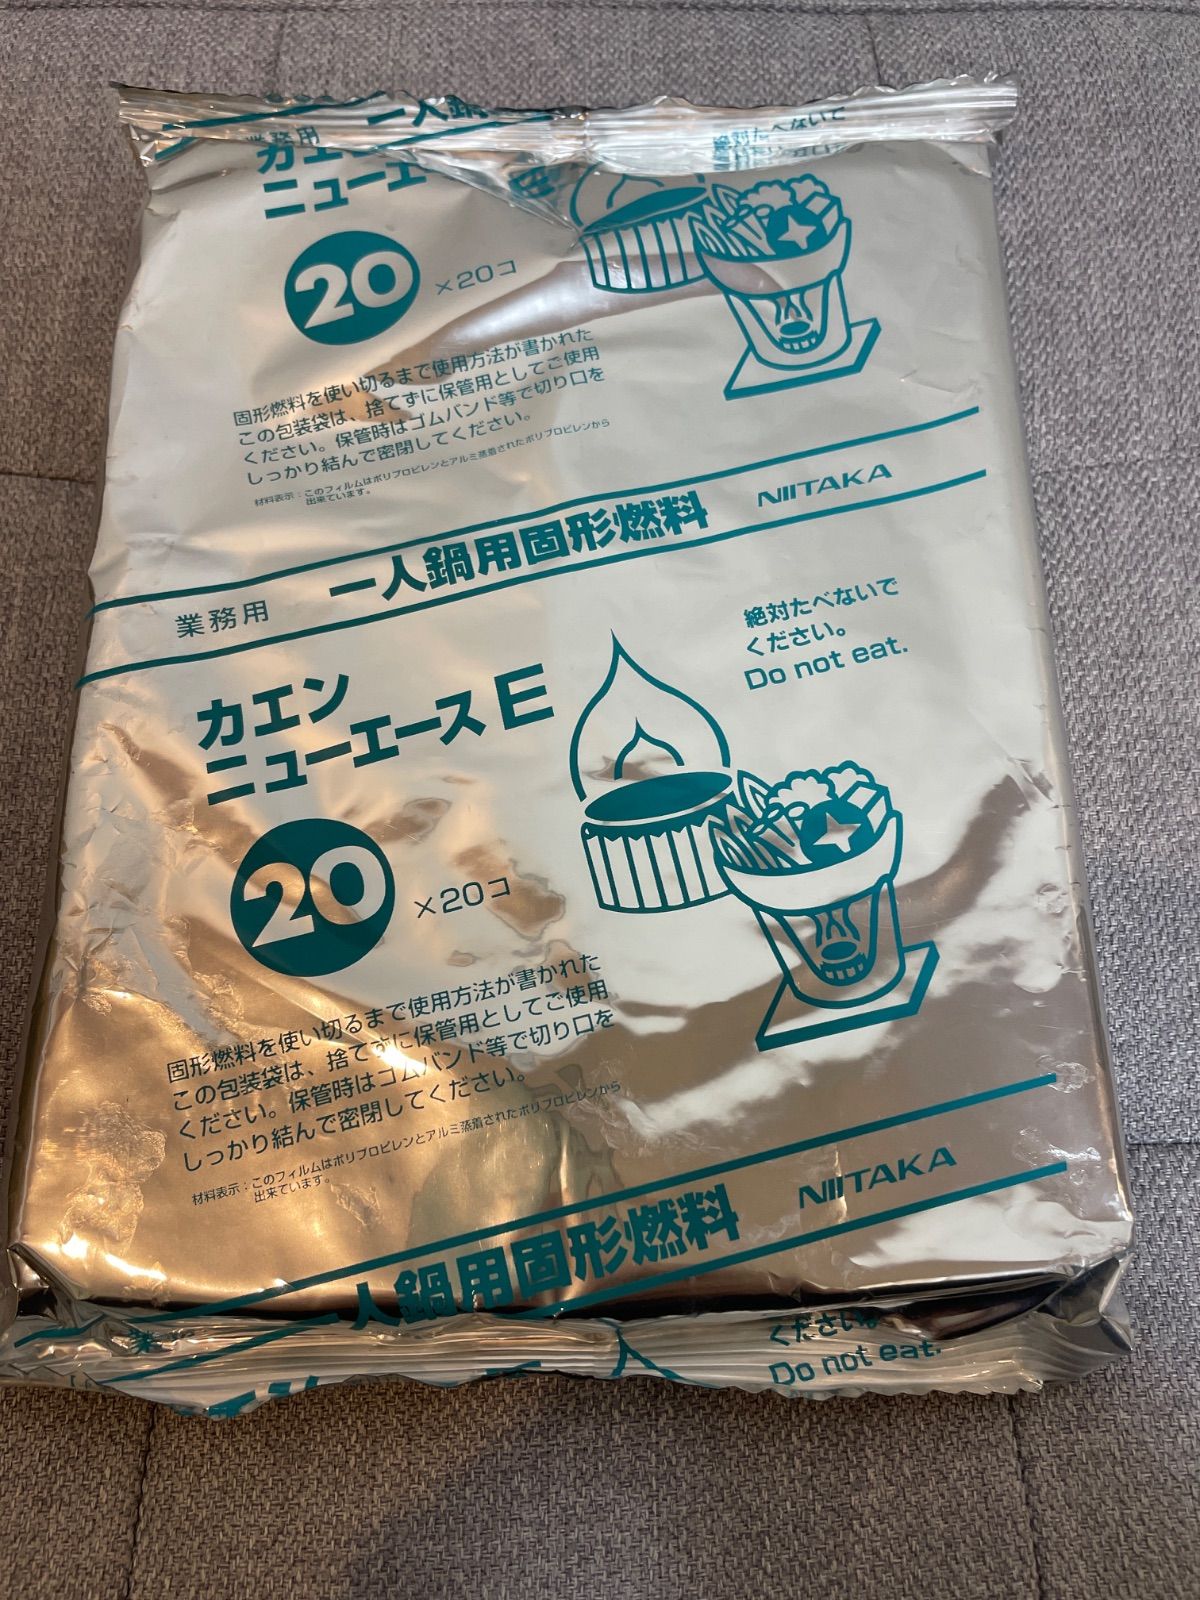 一人鍋
業務用
絶対たべないで
カエ
ニューエー
20 ×20コ
固形燃料を使い切るまで使用方法が書かれた
この包装袋は、捨てずに保管用としてご使用
ください。保管時はゴムバンド等で切り口を
しっかり結んで密閉してください。
材料表示:このフィルムはポリプロピレンとアルミ蒸着されたポリプロピレンから
出来ています。
業務用 一人鍋用固形燃料 NIITAKA
絶対たべないで
ください。
Do not eat.
カエン
ニューエースE
20 ×20コ
固形燃料を使い切るまで使用方法が書かれた
この包装袋は、捨てずに保管用としてご使用
ください。保管時はゴムバンド等で切り口を
しっかり結んで密閉してください。
材料表示:このフィルムはポリプロピレンとアルミ蒸着されたポリプロピレンから
出来ています。
一人鍋用固形燃料 NIITAKA
業
ください。
Do not eat.